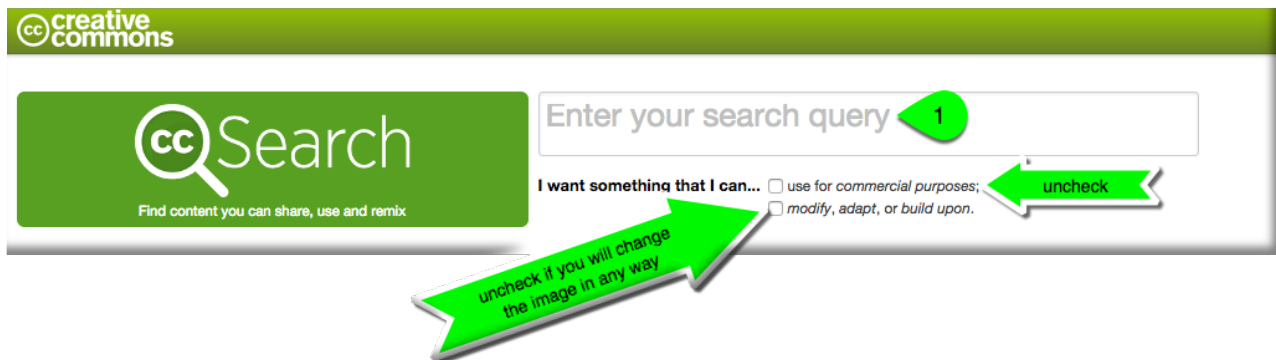 cc creative
commons
cc Search
Find content you can share, use and remix
Enter your search query
1
I want something that I can... use for commercial purposes;
modify, adapt, or build upon.
uncheck
uncheck if you will change
the image in any way